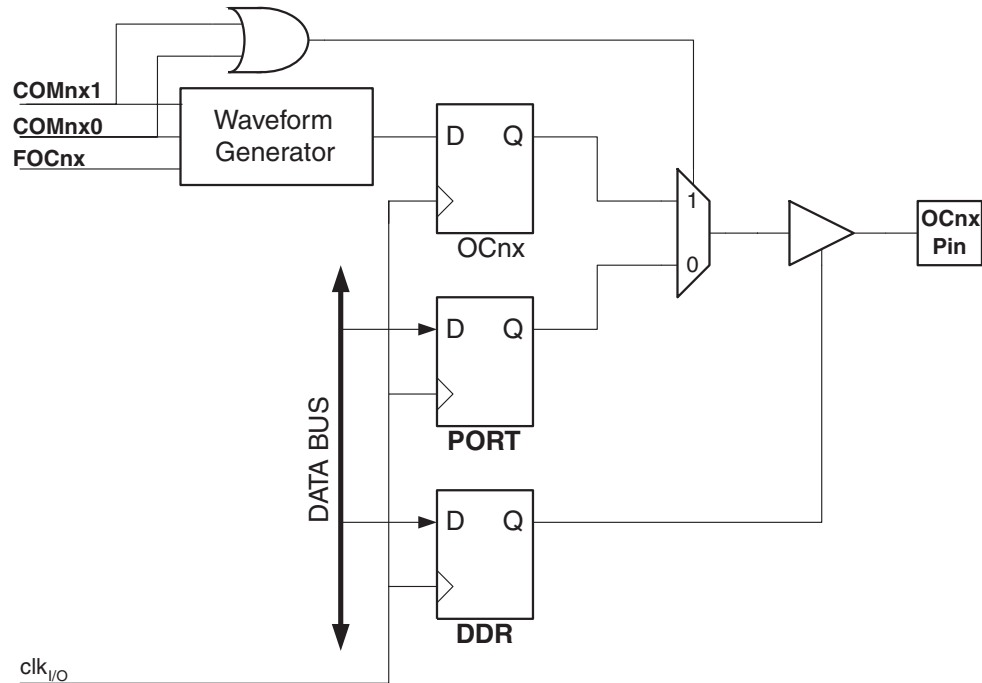 COMnx1
COMnx0
FOCnx
Waveform
Generator
D Q
OCnx
1
0
OCnx
Pin
D Q
PORT
DATA BUS
D Q
DDR
clkI/O